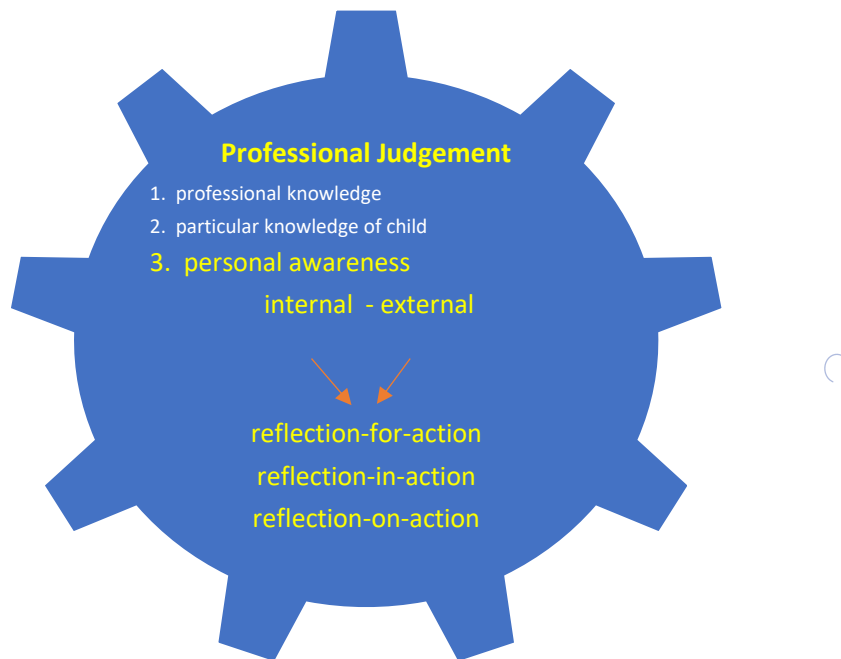 Professional Judgement
1. professional knowledge
2. particular knowledge of child
3. personal awareness
internal - external
reflection-for-action
reflection-in-action
reflection-on-action